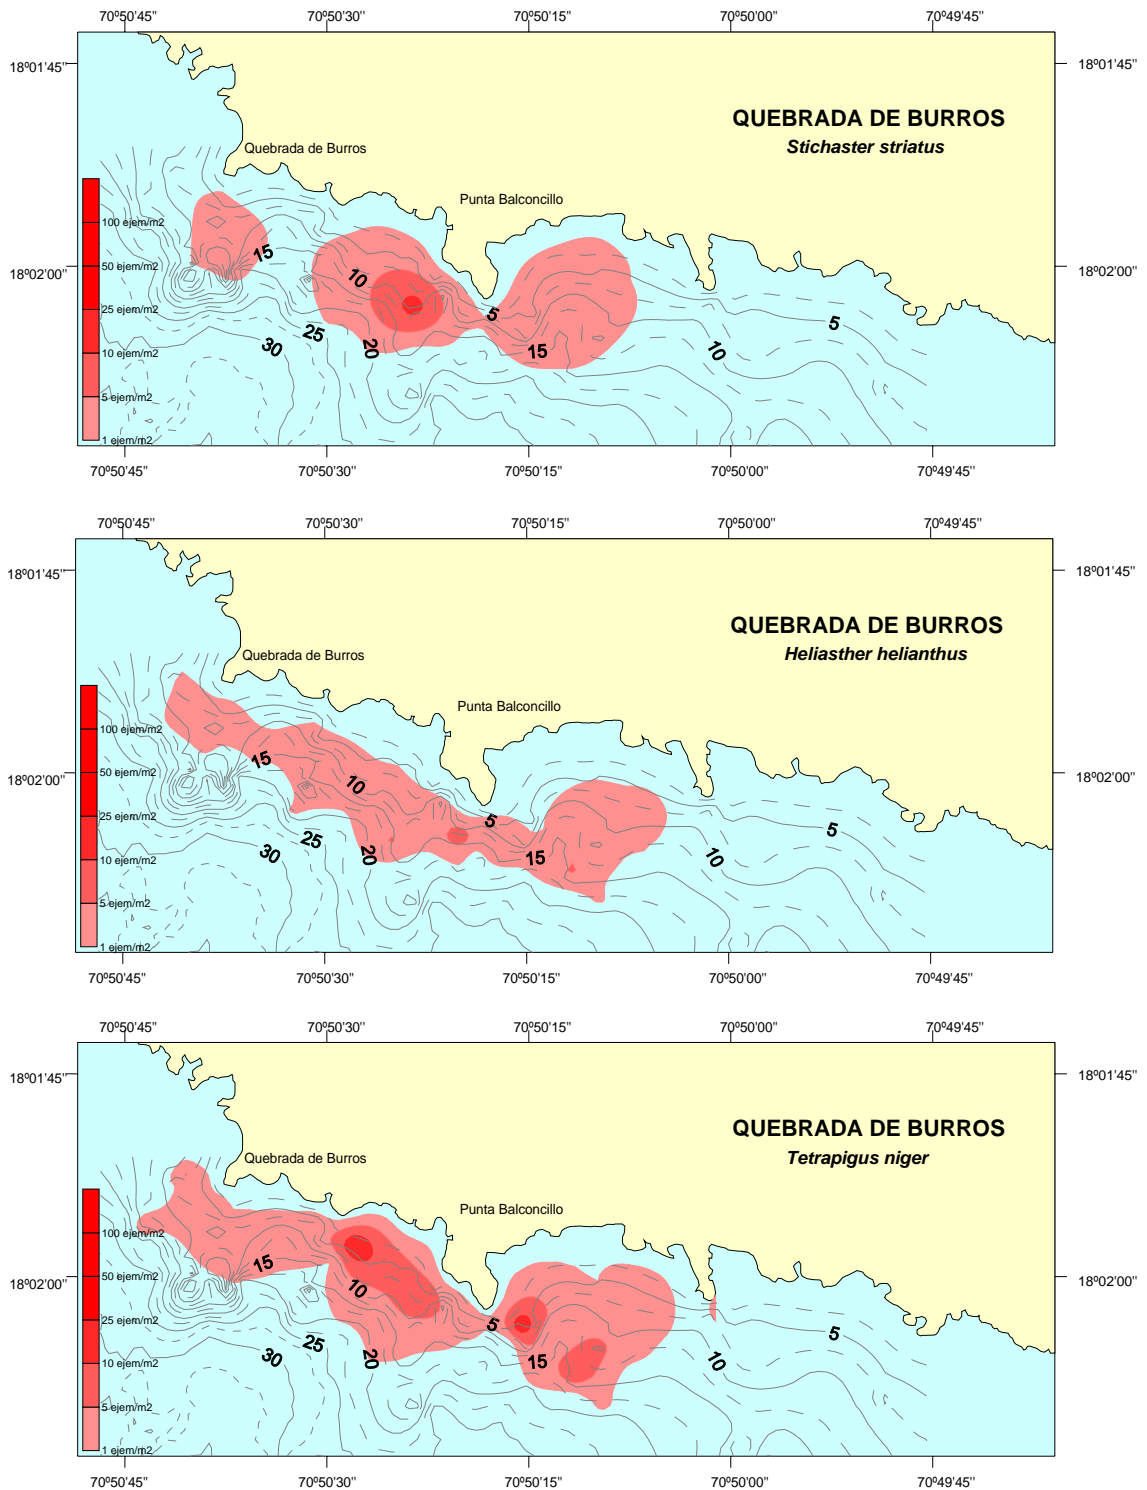 70º50'45" 70º50'30" 70º50'15" 70º50'00" 70º49'45"
18º01'45" 18º01'45"
QUEBRADA DE BURROS
Stichaster striatus
Quebrada de Burros
Punta Balconcillo
100 ejem/m2
15
50 ejem/m2
18º02'00" 10 18º02'00"
25 ejem/m2
5 5
25
30 20 15 10
10 ejem/m2
5 ejem/m2
1 ejem/m2
70º50'45" 70º50'30" 70º50'15" 70º50'00" 70º49'45"
70º50'45" 70º50'30" 70º50'15" 70º50'00" 70º49'45"
18º01'45" 18º01'45"
QUEBRADA DE BURROS
Heliasther helianthus
Quebrada de Burros
Punta Balconcillo
100 ejem/m2
15
50 ejem/m2
18º02'00" 10 18º02'00"
25 ejem/m2
5 5
25
30 20 15 10
10 ejem/m2
5 ejem/m2
1 ejem/m2
70º50'45" 70º50'30" 70º50'15" 70º50'00" 70º49'45"
70º50'45" 70º50'30" 70º50'15" 70º50'00" 70º49'45"
18º01'45" 18º01'45"
QUEBRADA DE BURROS
Tetrapigus niger
Quebrada de Burros
Punta Balconcillo
100 ejem/m2
15
50 ejem/m2
18º02'00" 10 18º02'00"
25 ejem/m2
5 5
25
30 20 15 10
10 ejem/m2
5 ejem/m2
1 ejem/m2
70º50'45" 70º50'30" 70º50'15" 70º50'00" 70º49'45"